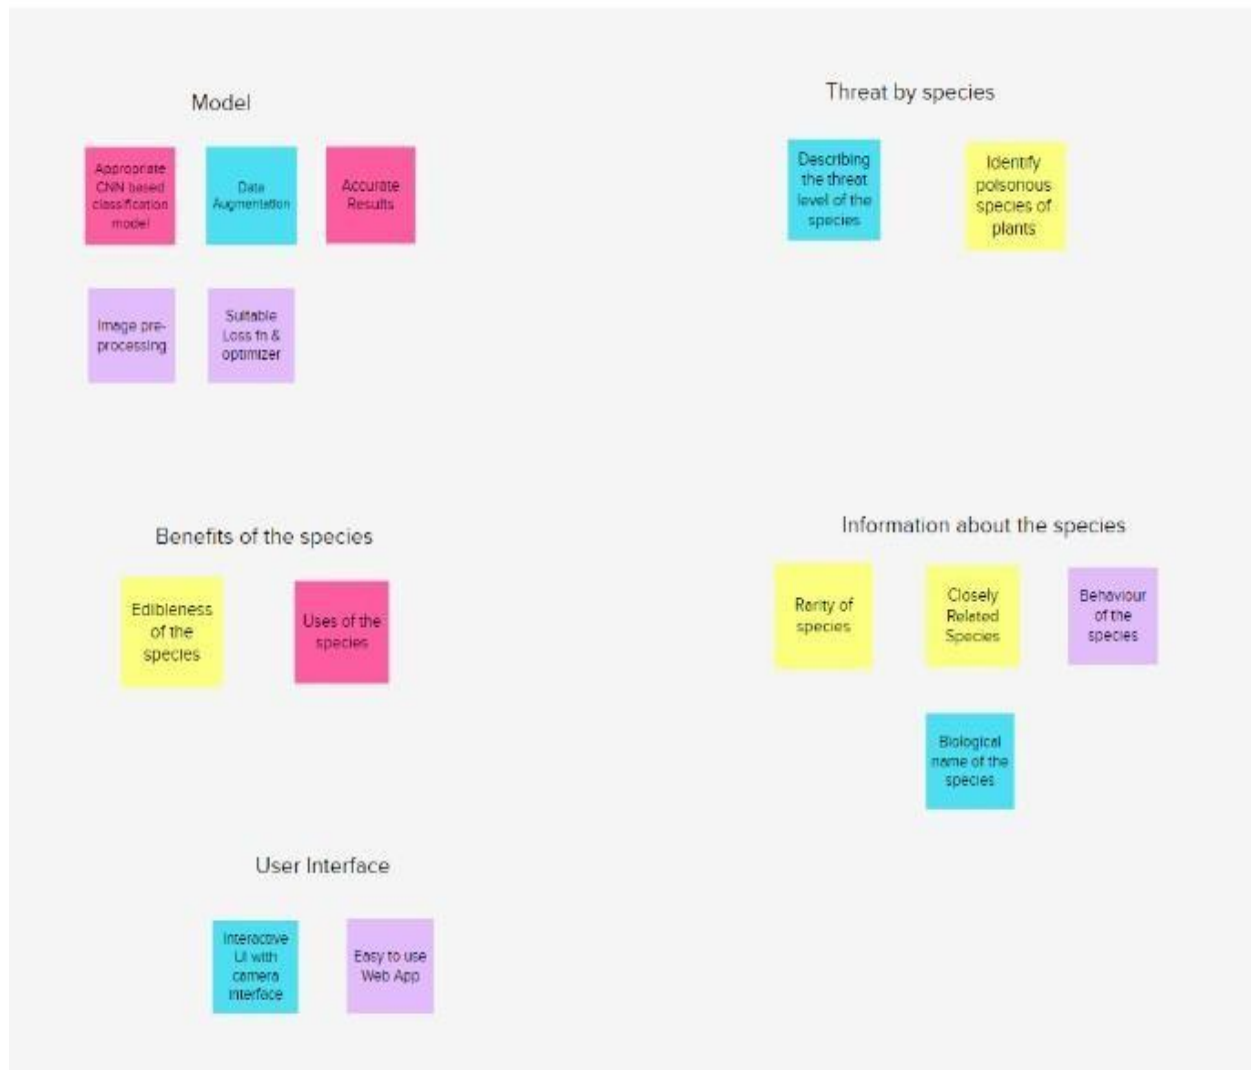 Model
Appropriate
CNN based
classification
model
Data
Augmentation
Accurate
Results
Image pre-
processing
Suitable
Loss fn &
optimizer
Threat by species
Describing
the threat
level of the
species
Identify
poisonous
species of
plants
Benefits of the species
Edibleness
of the
species
Uses of the
species
Information about the species
Rarity of
species
Closely
Related
Species
Behaviour
of the
species
Biological
name of the
species
User Interface
Interactive
UI with
camera
interface
Easy to use
Web App